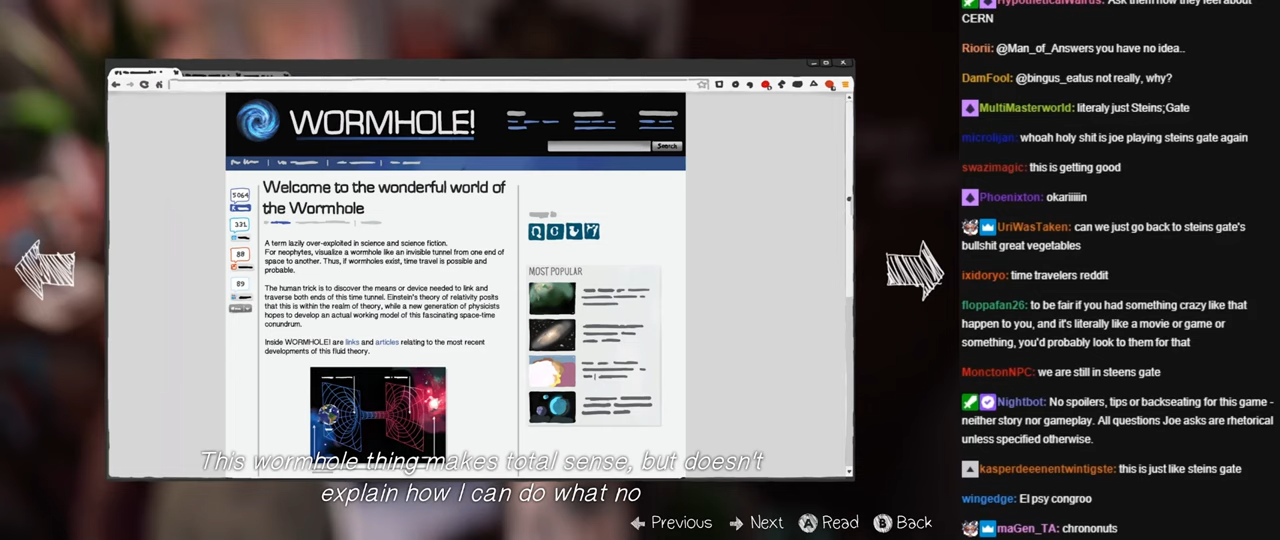 WORMHOLE!
Search
Welcome to the wonderful world of
the Wormhole
5064
331
88
89
A term lazily over-exploited in science and science fiction.
For neophytes, visualize a wormhole like an invisible tunnel from one end of
space to another. Thus, if wormholes exist, time travel is possible and
probable.
The human trick is to discover the means or device needed to link and
traverse both ends of this time tunnel. Einstein's theory of relativity posits
that this is within the realm of theory, while a new generation of physicists
hopes to develop an actual working model of this fascinating space-time
conundrum.
Inside WORMHOLE! are links and articles relating to the most recent
developments of this fluid theory.
MOST POPULAR
This wormhole thing makes total sense, but doesn't
explain how I can do what no
Previous
Next
A Read
B Back
HypotheticalWalrus: Ask them how they feel about
CERN
Riorii: @Man_of_Answers you have no idea..
DamFool: @bingus_eatus not really, why?
MultiMasterworld: literaly just Steins;Gate
whoah holy shit is joe playing steins gate again
swazimagic: this is getting good
Phoenixton: okariiiiin
UriWasTaken: can we just go back to steins gate's
bullshit great vegetables
ixidoryo: time travelers reddit
floppafan26: to be fair if you had something crazy like that
happen to you, and it's literally like a movie or game or
something, you'd probably look to them for that
MonctonNPC: we are still in steens gate
Nightbot: No spoilers, tips or backseating for this game -
neither story nor gameplay. All questions Joe asks are rhetorical
unless specified otherwise.
kasperdeeenentwintigste: this is just like steins gate
wingedge: El psy congroo
maGen_TA: chrononuts